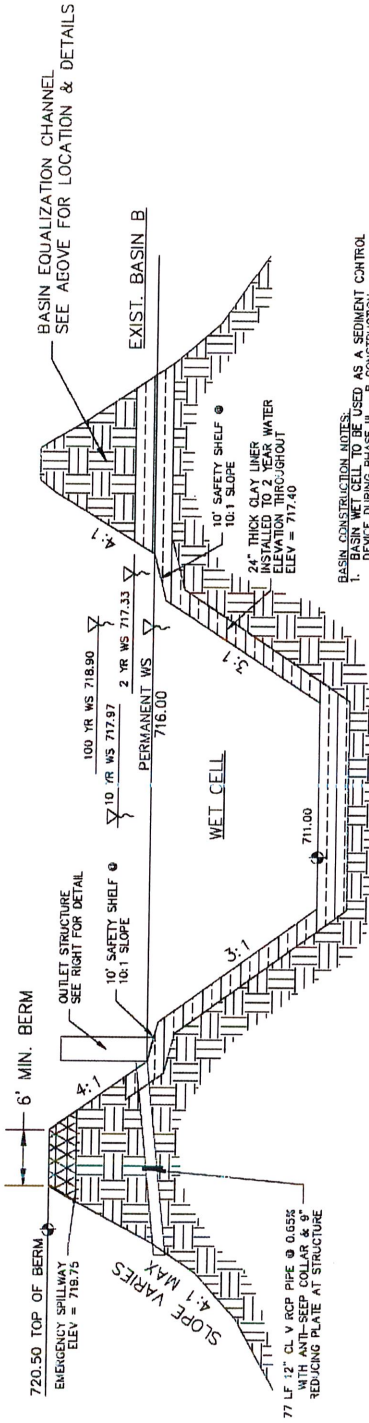 720.50 TOP OF BERM
6' MIN. BERM
EMERGENCY SPILLWAY
ELEV = 719.75
4:1
SLOPE VARIES
4:1 MAX
77 LF 12" CL V RCP PIPE @ 0.65%
WITH ANTI-SEEP COLLAR & 9"
REDUCING PLATE AT STRUCTURE
OUTLET STRUCTURE
SEE RIGHT FOR DETAIL
10' SAFETY SHELF @
10:1 SLOPE
3:1
711.00
WET CELL
100 YR WS 718.90
10 YR WS 717.97
2 YR WS 717.33
PERMANENT WS
716.00
4:1
3:1
10' SAFETY SHELF @
10:1 SLOPE
24" THICK CLAY LINER
INSTALLED TO 2 YEAR WATER
ELEVATION THROUGHOUT
ELEV = 717.40
BASIN EQUALIZATION CHANNEL
SEE ABOVE FOR LOCATION & DETAILS
EXIST. BASIN B
BASIN CONSTRUCTION NOTES:
1. BASIN WET CELL TO BE USED AS A SEDIMENT CONTROL
DEVICE DURING PHASE III